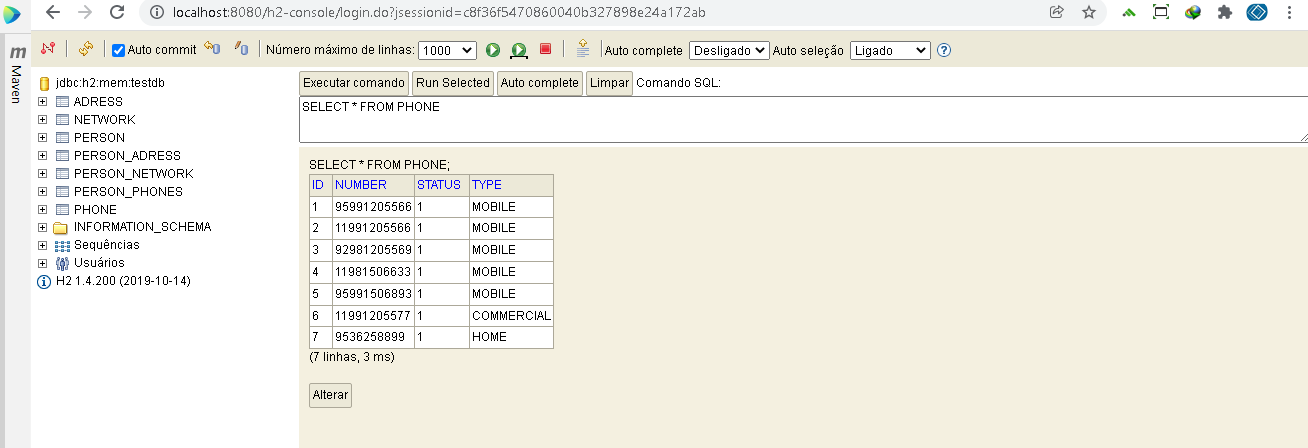 localhost:8080/h2-console/login.do?jsessionid=c8f36f5470860040b327898e24a172ab
m Maven
Auto commit Número máximo de linhas: 1000 Auto complete Desligado Auto seleção Ligado
jdbc:h2:mem:testdb
ADRESS
NETWORK
PERSON
PERSON_ADRESS
PERSON_NETWORK
PERSON_PHONES
PHONE
INFORMATION_SCHEMA
Sequências
Usuários
H2 1.4.200 (2019-10-14)
Executar comando Run Selected Auto complete Limpar Comando SQL:
SELECT * FROM PHONE
SELECT * FROM PHONE;
ID NUMBER STATUS TYPE
1 95991205566 1 MOBILE
2 11991205566 1 MOBILE
3 92981205569 1 MOBILE
4 11981506633 1 MOBILE
5 95991506893 1 MOBILE
6 11991205577 1 COMMERCIAL
7 9536258899 1 HOME
(7 linhas, 3 ms)
Alterar